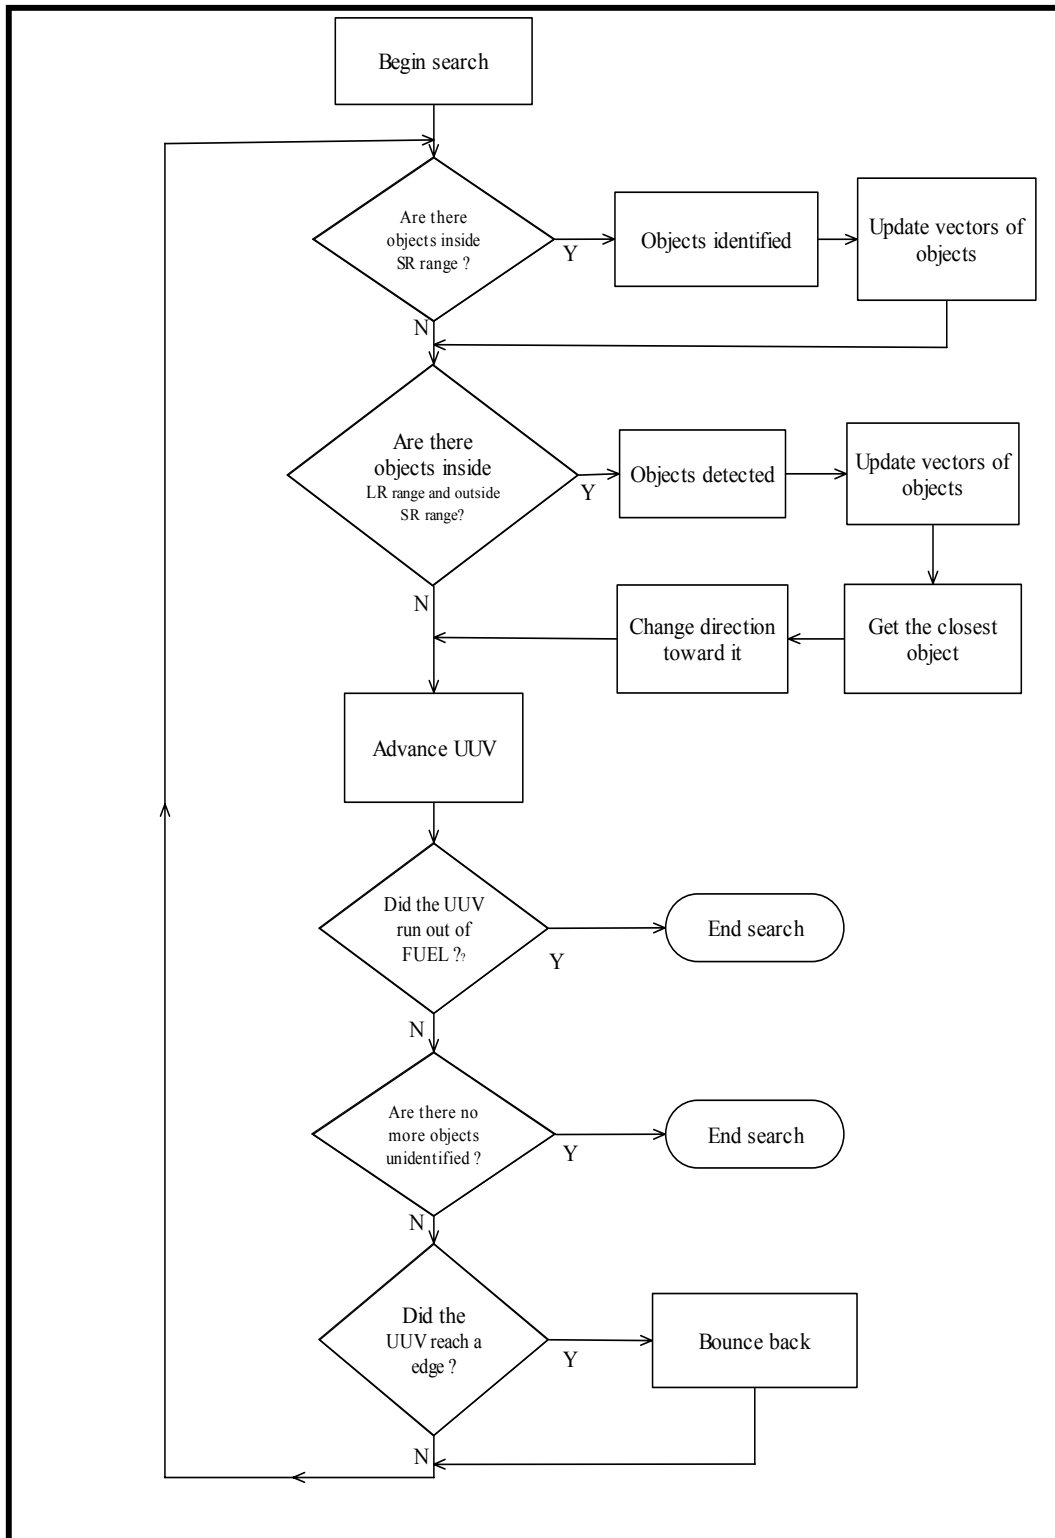 Begin search
Are there
objects inside
SR range ?
Y
Objects identified
Update vectors of
objects
N
Are there
objects inside
LR range and outside
SR range?
Y
Objects detected
Update vectors of
objects
N
Change direction
toward it
Get the closest
object
Advance UUV
Did the UUV
run out of
FUEL ??
Y
End search
N
Are there no
more objects
unidentified ?
Y
End search
N
Did the
UUV reach a
edge ?
Y
Bounce back
N